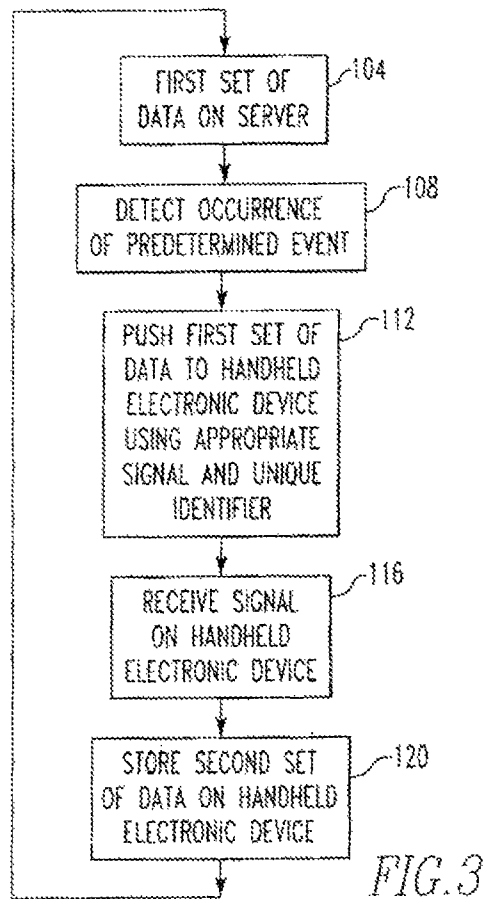 FIRST SET OF
DATA ON SERVER
104
DETECT OCCURRENCE
OF PREDETERMINED EVENT
108
PUSH FIRST SET OF
DATA TO HANDHELD
ELECTRONIC DEVICE
USING APPROPRIATE
SIGNAL AND UNIQUE
IDENTIFIER
112
RECEIVE SIGNAL
ON HANDHELD
ELECTRONIC DEVICE
116
STORE SECOND SET
OF DATA ON HANDHELD
ELECTRONIC DEVICE
120
FIG.3